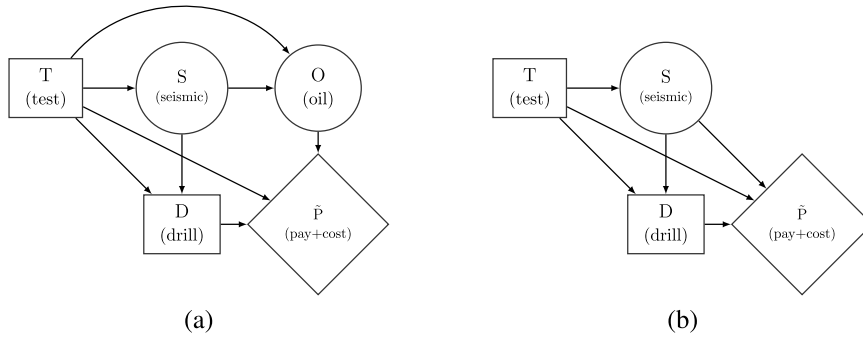 T
(test)
S
(seismic)
O
(oil)
D
(drill)
P̃
(pay+cost)
(a)
T
(test)
S
(seismic)
D
(drill)
P̃
(pay+cost)
(b)